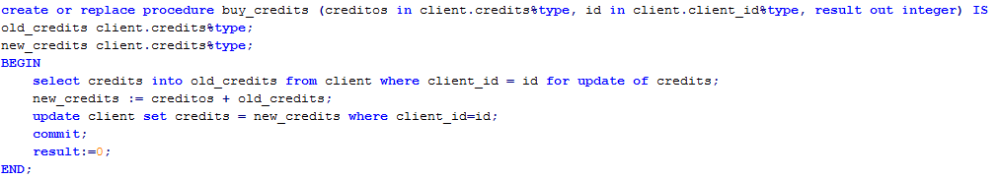 create or replace procedure buy_credits (creditos in client.credits%type, id in client.client_id%type, result out integer) IS
old_credits client.credits%type;
new_credits client.credits%type;
BEGIN
    select credits into old_credits from client where client_id = id for update of credits;
    new_credits := creditos + old_credits;
    update client set credits = new_credits where client_id=id;
    commit;
    result:=0;
END;